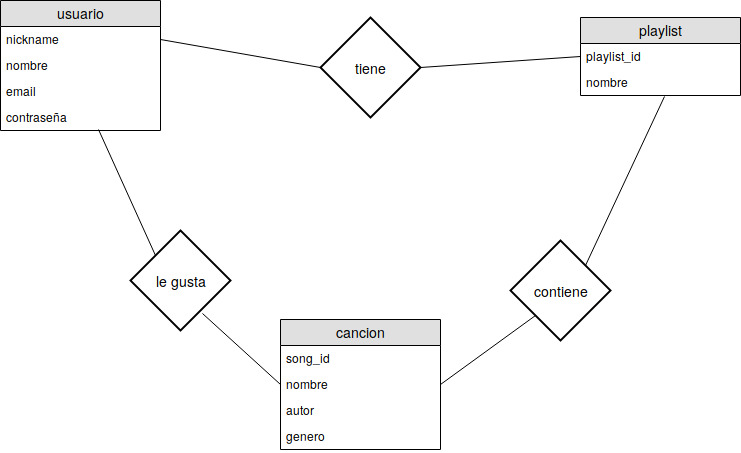 usuario
nickname
nombre
email
contraseña
tiene
playlist
playlist_id
nombre
le gusta
contiene
cancion
song_id
nombre
autor
genero